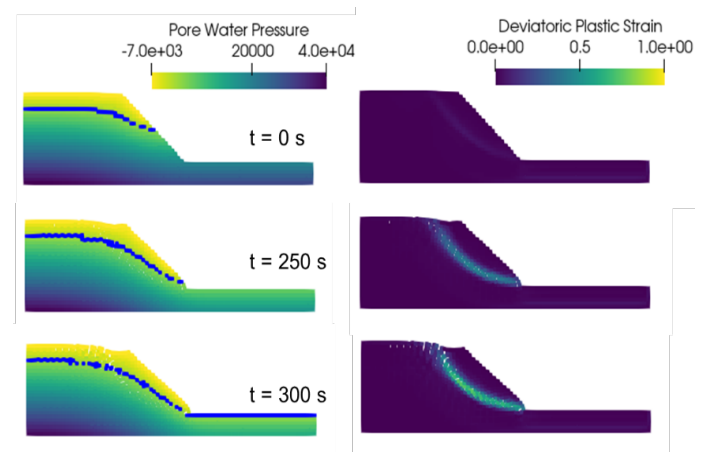 Pore Water Pressure
-7.0e+03 20000 4.0e+04
Deviatoric Plastic Strain
0.0e+00 0.5 1.0e+00
t = 0 s
t = 250 s
t = 300 s